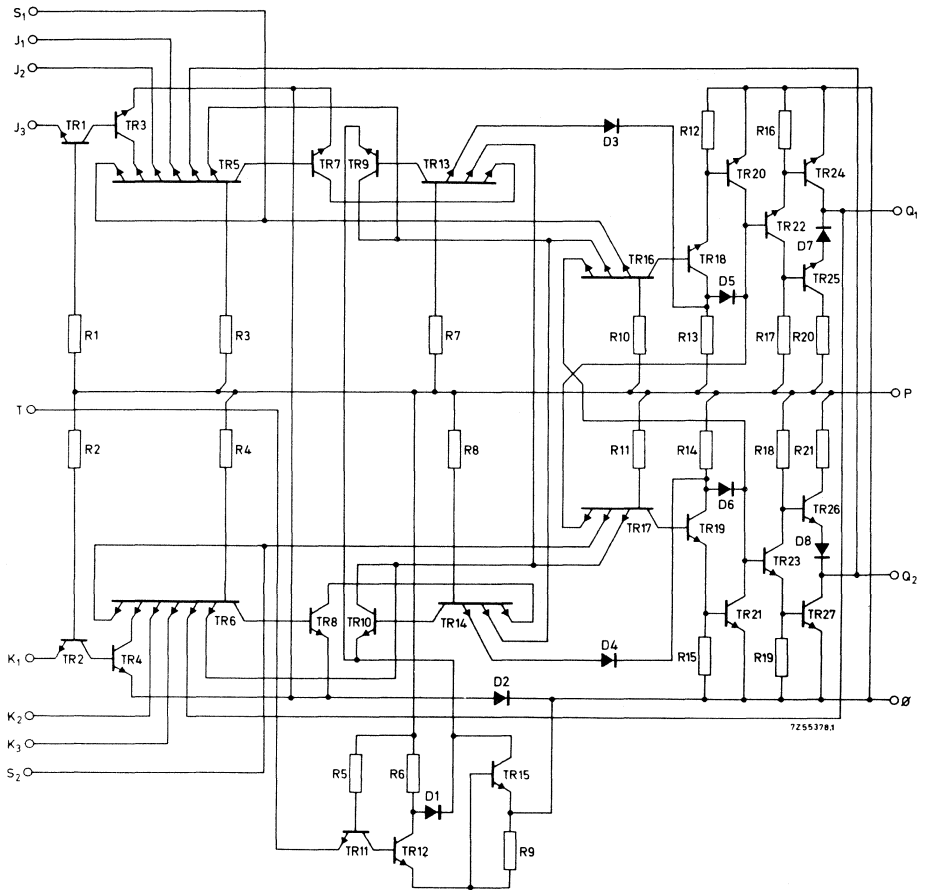 S1
J1
J2
J3
TR1
TR3
TR5
TR7
TR9
TR13
D3
R12
TR20
R16
TR24
TR22
Q1
D7
TR16
TR18
D5
TR25
R1
R3
R7
R10
R13
R17
R20
P
T
R2
R4
R8
R11
R14
R18
R21
D6
TR26
TR17
TR19
D8
TR23
Q2
TR6
TR8
TR10
TR14
TR21
TR27
K1
TR2
TR4
D4
R15
R19
D2
Ø
K2
K3
S2
7Z55378.1
R5
R6
D1
TR15
TR11
TR12
R9